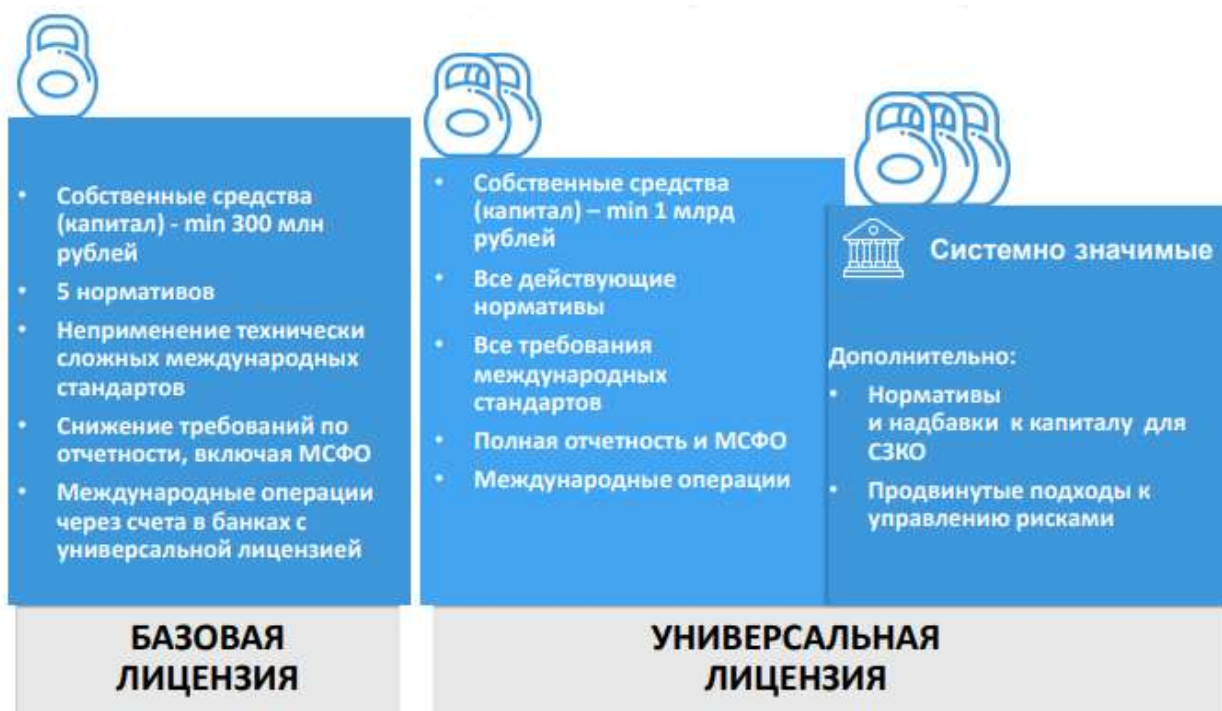 Собственные средства
(капитал) - min 300 млн
рублей
5 нормативов
Неприменение технически
сложных международных
стандартов
Снижение требований по
отчетности, включая МСФО
Международные операции
через счета в банках с
универсальной лицензией
БАЗОВАЯ
ЛИЦЕНЗИЯ
Собственные средства
(капитал) – min 1 млрд
рублей
Все действующие
нормативы
Все требования
международных
стандартов
Полная отчетность и МСФО
Международные операции
Системно значимые
Дополнительно:
Нормативы
и надбавки к капиталу для
СЗКО
Продвинутые подходы к
управлению рисками
УНИВЕРСАЛЬНАЯ
ЛИЦЕНЗИЯ